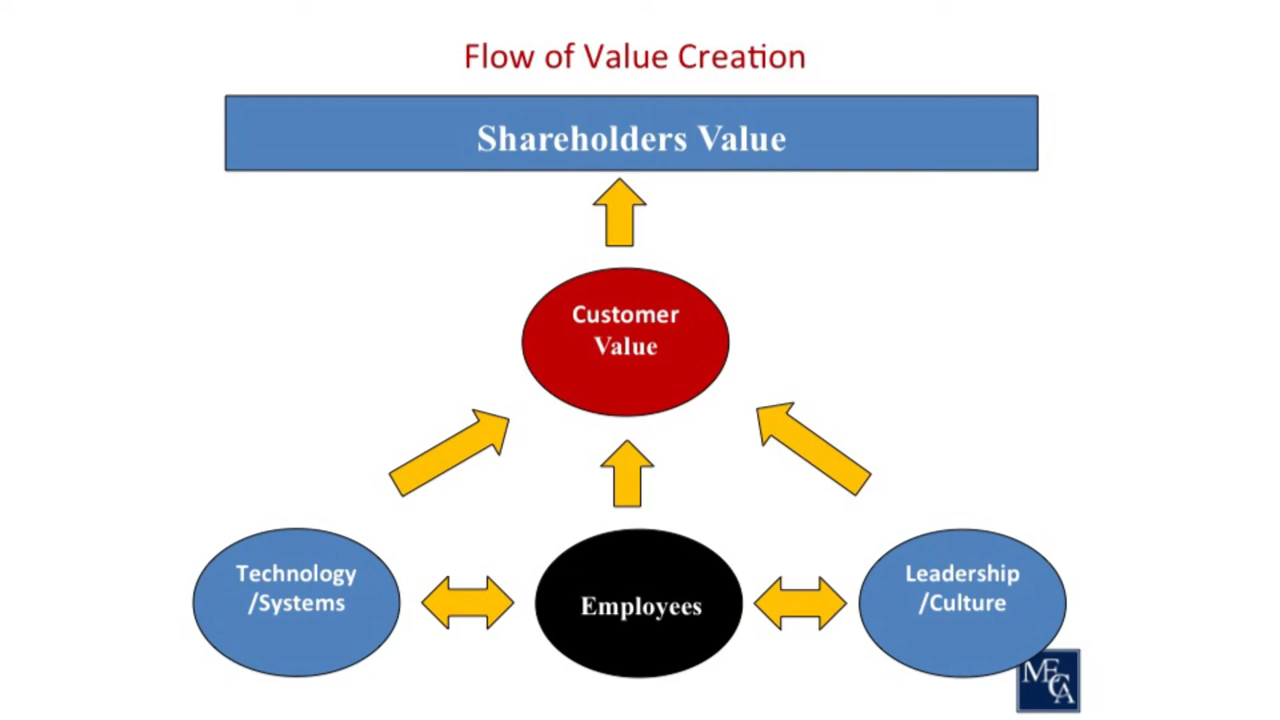 Flow of Value Creation
Shareholders Value
Customer
Value
Technology
/Systems
Employees
Leadership
/Culture
MECA